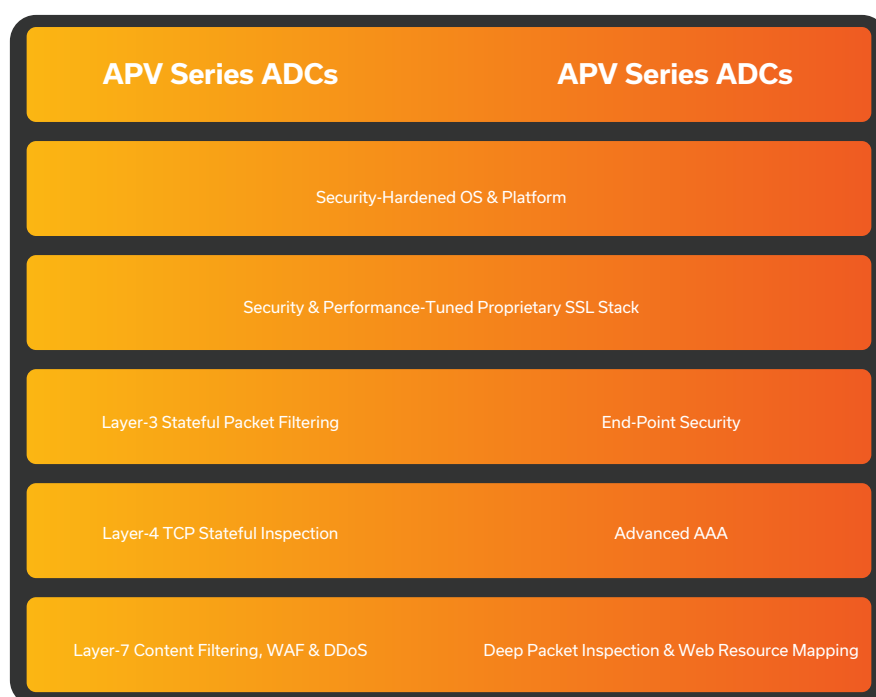 APV Series ADCs APV Series ADCs
Security-Hardened OS & Platform
Security & Performance-Tuned Proprietary SSL Stack
Layer-3 Stateful Packet Filtering End-Point Security
Layer-4 TCP Stateful Inspection Advanced AAA
Layer-7 Content Filtering, WAF & DDoS Deep Packet Inspection & Web Resource Mapping